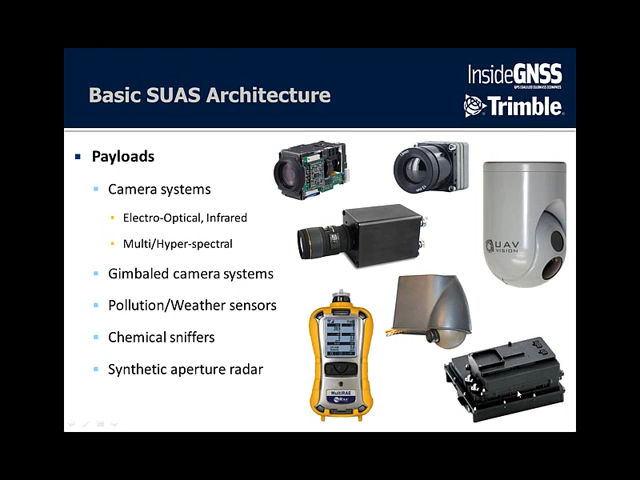 InsideGNSS
Basic SUAS Architecture
Trimble
Payloads
Camera systems
Electro-Optical, Infrared
Multi/Hyper-spectral
Gimbaled camera systems
Pollution/Weather sensors
Chemical sniffers
Synthetic aperture radar
UAV
VISION
MultiRAE